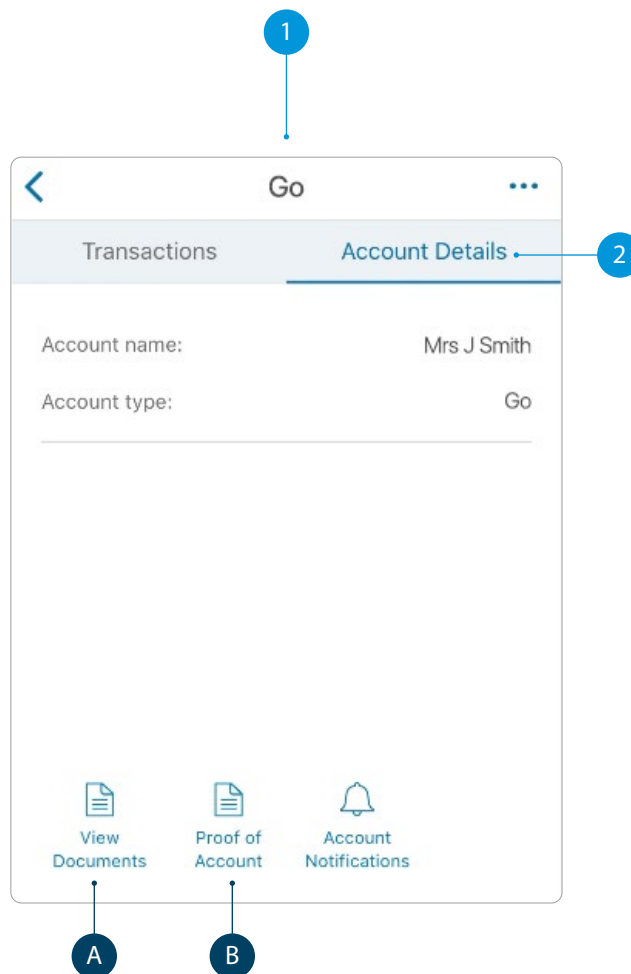 1
Go
Transactions Account Details
2
Account name: Mrs J Smith
Account type: Go
View Documents
Proof of Account
Account Notifications
A B